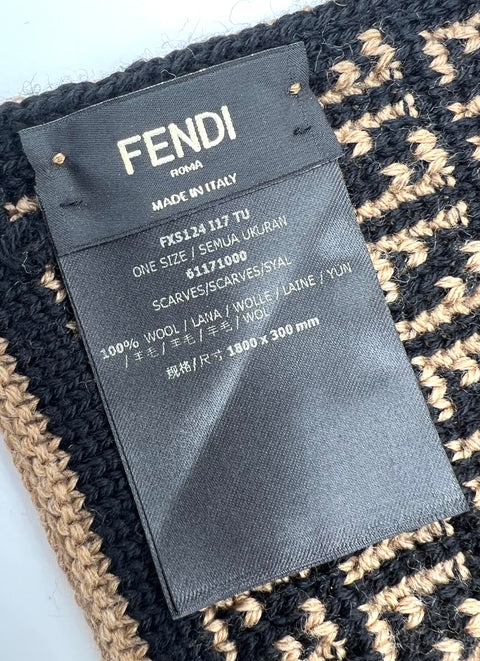 FENDI
ROMA
MADE IN ITALY
FXS124 I17 TU
ONE SIZE / SEMUA UKURAN
61171000
SCARVES/SCARVES/SYAL
100% WOOL / LANA / WOLLE / LAINE / YUN
/ 羊毛 / 羊毛 / 羊毛 / WOL
规格/尺寸 1800 x 300 mm